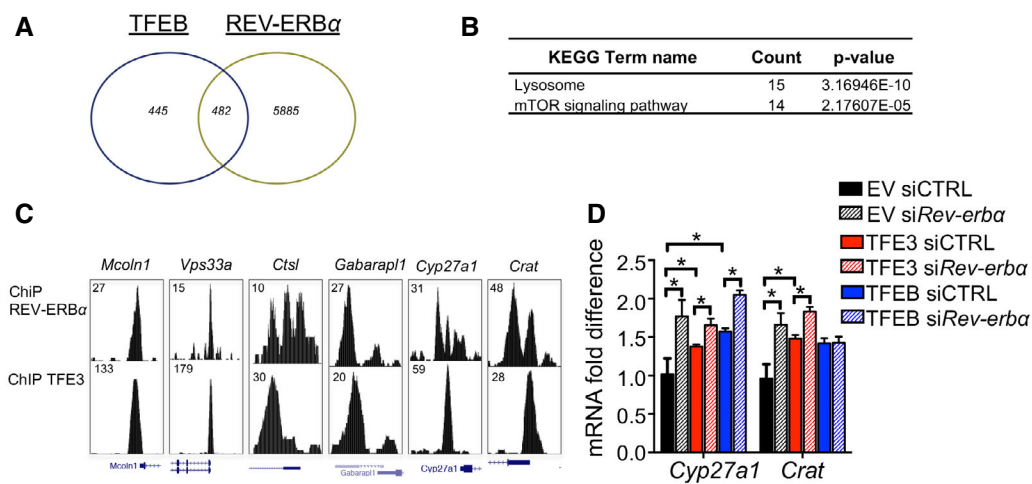 A
TFEB REV-ERBα
445 482 5885
B
KEGG Term name Count p-value
Lysosome 15 3.16946E-10
mTOR signaling pathway 14 2.17607E-05
C
Mcoln1 Vps33a Ctsl Gabarapl1 Cyp27a1 Crat
ChiP
REV-ERBα
27 15 10 27 31 48
ChIP TFE3
133 179 30 20 59 28
Mcoln1 Gabarapl1 Cyp27a1
D
EV siCTRL
EV siRev-erbα
TFE3 siCTRL
TFE3 siRev-erbα
TFEB siCTRL
TFEB siRev-erbα
mRNA fold difference
2.5
2.0
1.5
1.0
0.5
0.0
* * * * * * *
Cyp27a1 Crat